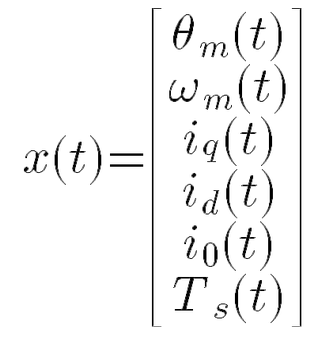 x(t)=
θ_m(t)
ω_m(t)
i_q(t)
i_d(t)
i_0(t)
T_s(t)